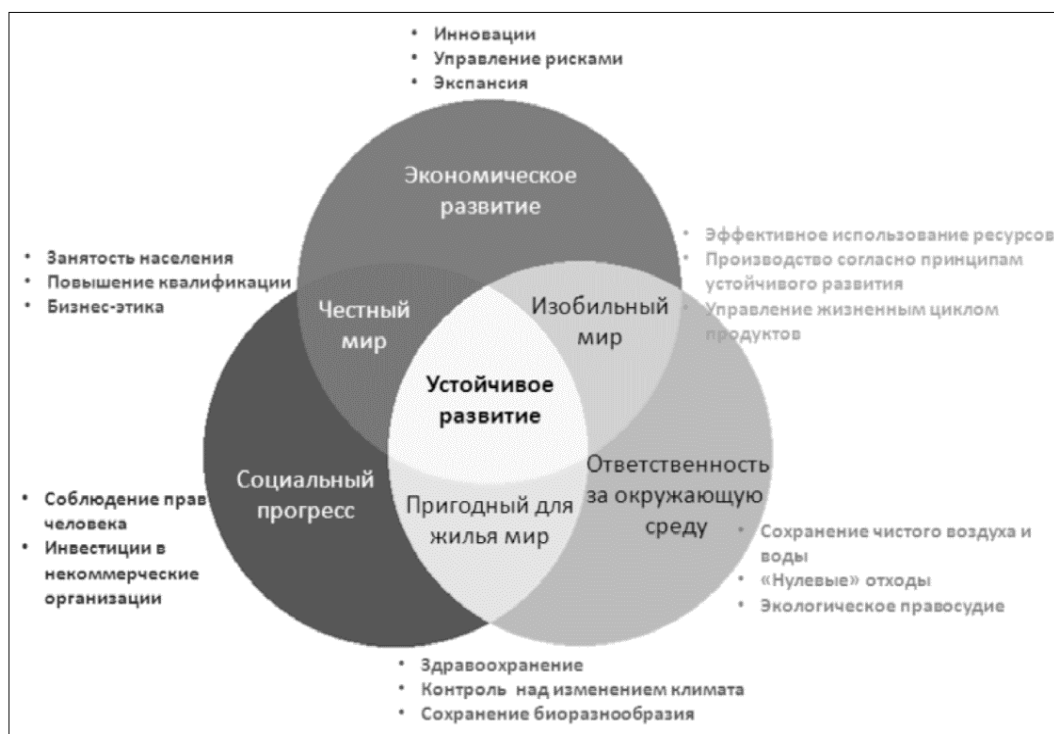 • Инновации
• Управление рисками
• Экспансия
Экономическое
развитие
• Занятость населения
• Повышение квалификации
• Бизнес-этика
• Эффективное использование ресурсов
• Производство согласно принципам
устойчивого развития
• Управление жизненным циклом
продуктов
Честный
мир
Изобильный
мир
Устойчивое
развитие
Социальный
прогресс
Пригодный для
жилья мир
Ответственность
за окружающую
среду
• Соблюдение прав
человека
• Инвестиции в
некоммерческие
организации
• Сохранение чистого воздуха и
воды
• «Нулевые» отходы
• Экологическое правосудие
• Здравоохранение
• Контроль над изменением климата
• Сохранение биоразнообразия